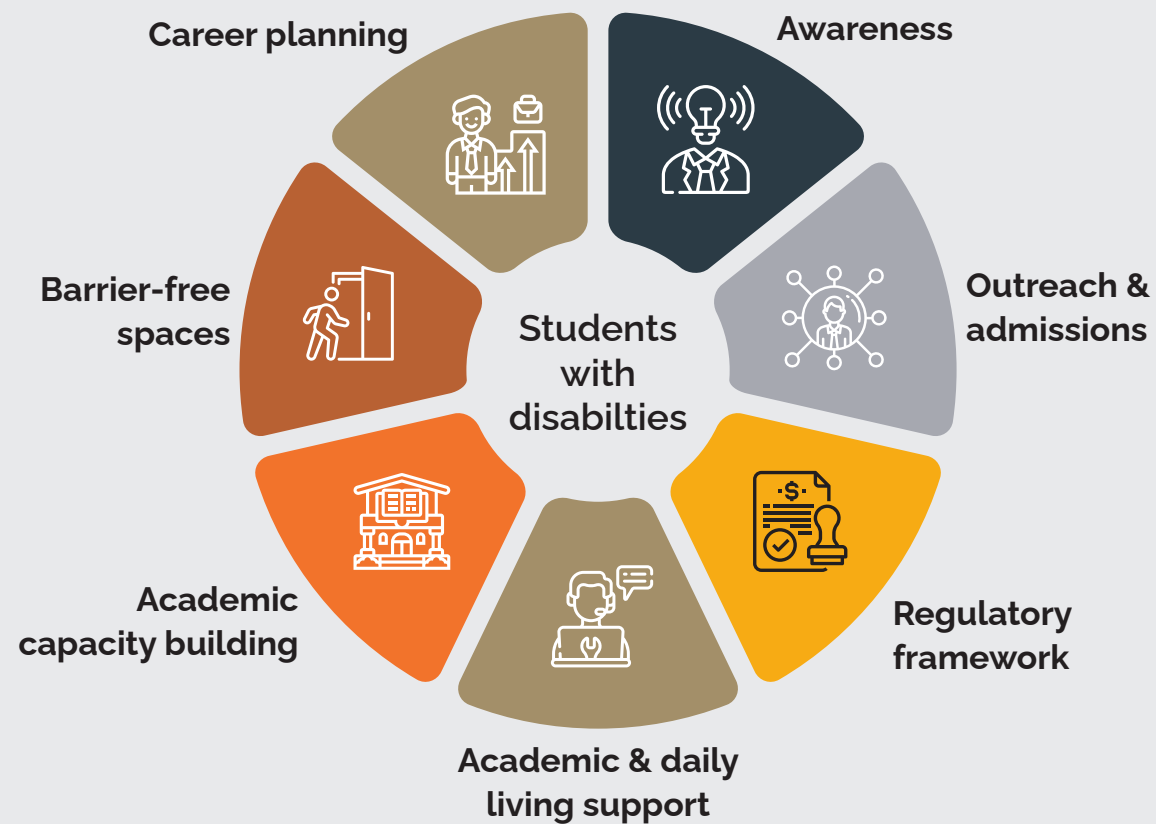 Career planning
Awareness
Barrier-free
spaces
Outreach &
admissions
Students
with
disabilties
Academic
capacity building
$
Regulatory
framework
Academic & daily
living support